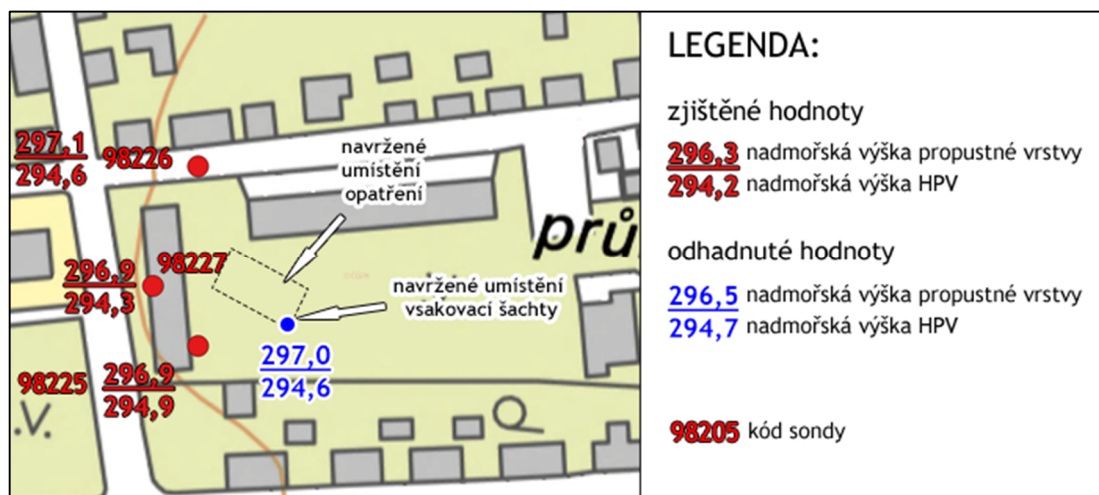 297,1
294,6
98226
navržené
umístění
opatření
prů
98227
296,9
294,3
navržené umístění
vsakovací šachty
297,0
294,6
98225
296,9
294,9
.V.
LEGENDA:
zjištěné hodnoty
296,3 nadmořská výška propustné vrstvy
294,2 nadmořská výška HPV
odhadnuté hodnoty
296,5 nadmořská výška propustné vrstvy
294,7 nadmořská výška HPV
98205 kód sondy